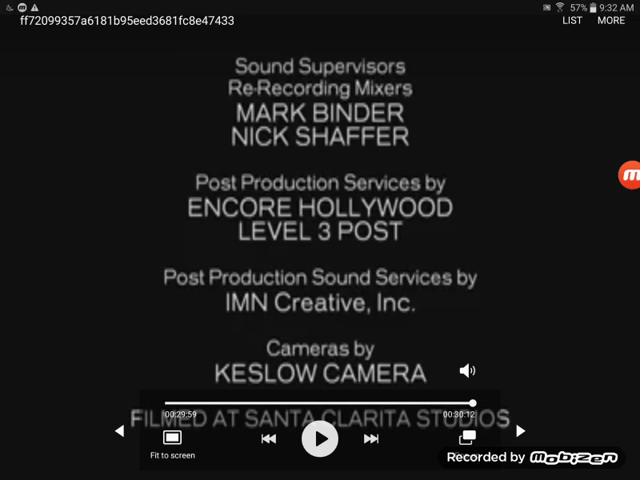 57% 9:32 AM
ff72099357a6181b95eed3681fc8e47433
LIST MORE
Sound Supervisors
Re-Recording Mixers
MARK BINDER
NICK SHAFFER
Post Production Services by
ENCORE HOLLYWOOD
LEVEL 3 POST
Post Production Sound Services by
IMN Creative, Inc.
Cameras by
KESLOW CAMERA
00:29:59 00:30:12
FILMED AT SANTA CLARITA STUDIOS
Fit to screen
Recorded by Mobizen